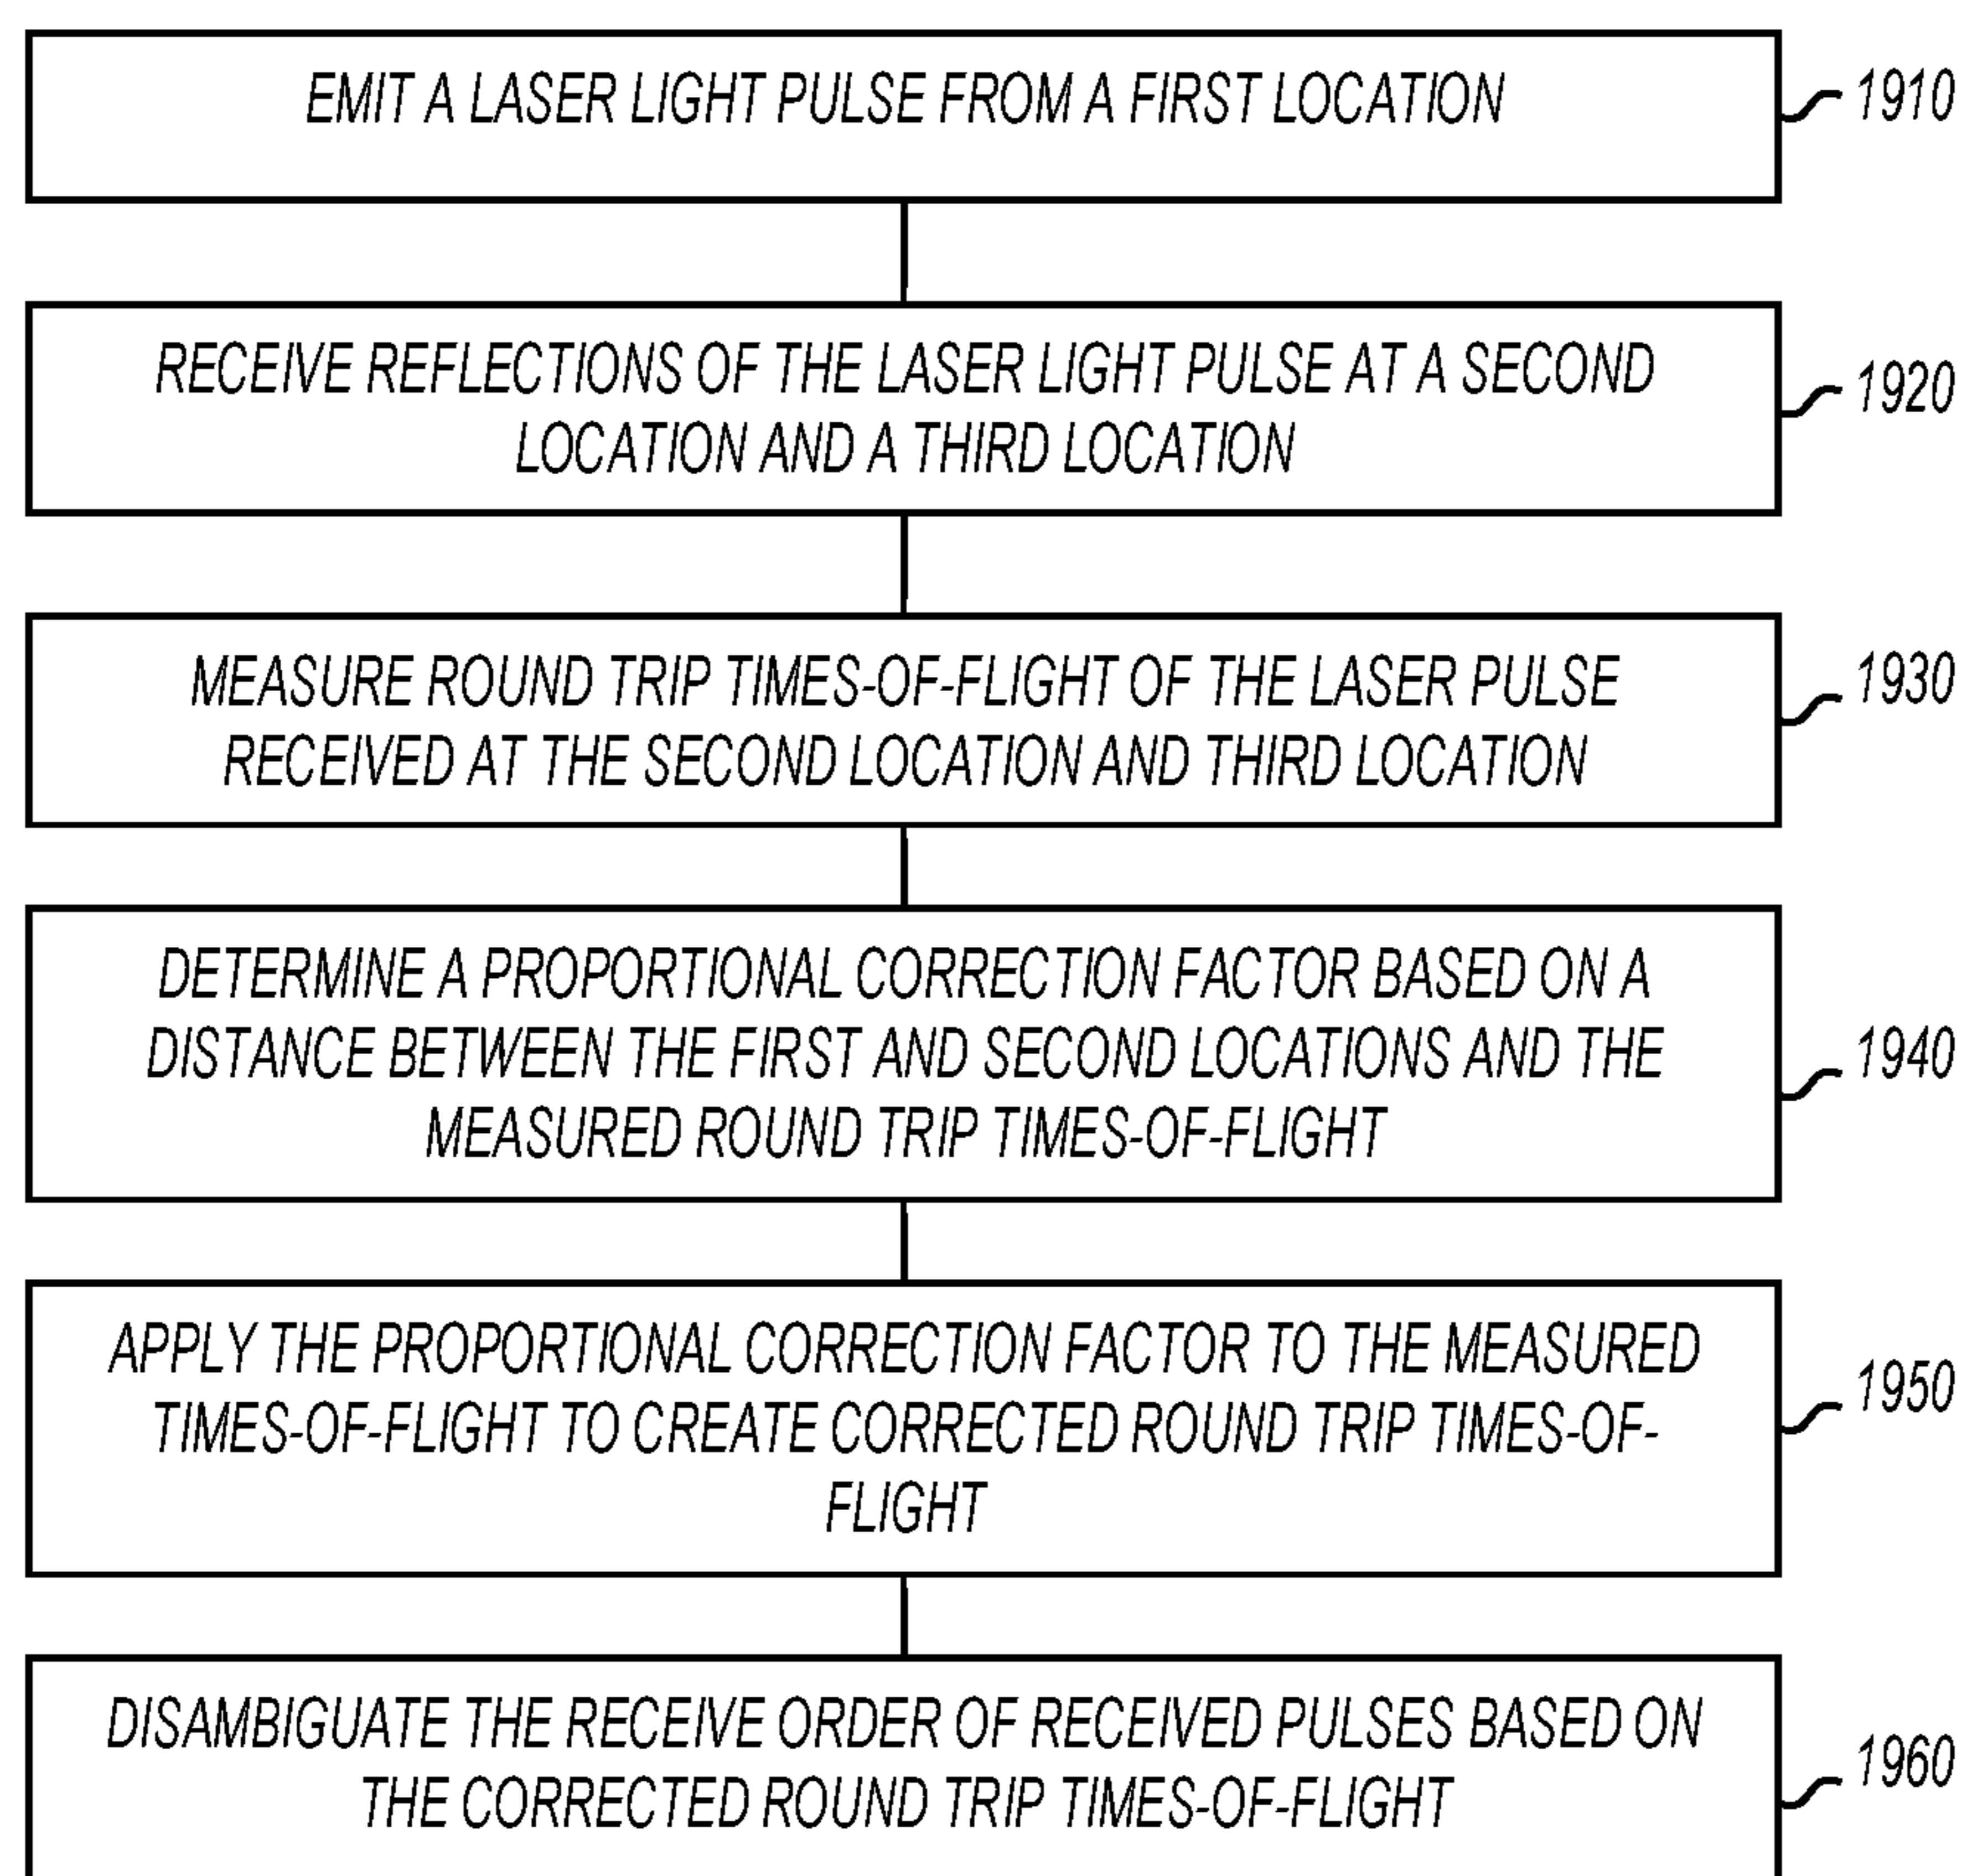 EMIT A LASER LIGHT PULSE FROM A FIRST LOCATION
1910
RECEIVE REFLECTIONS OF THE LASER LIGHT PULSE AT A SECOND
LOCATION AND A THIRD LOCATION
1920
MEASURE ROUND TRIP TIMES-OF-FLIGHT OF THE LASER PULSE
RECEIVED AT THE SECOND LOCATION AND THIRD LOCATION
1930
DETERMINE A PROPORTIONAL CORRECTION FACTOR BASED ON A
DISTANCE BETWEEN THE FIRST AND SECOND LOCATIONS AND THE
MEASURED ROUND TRIP TIMES-OF-FLIGHT
1940
APPLY THE PROPORTIONAL CORRECTION FACTOR TO THE MEASURED
TIMES-OF-FLIGHT TO CREATE CORRECTED ROUND TRIP TIMES-OF-
FLIGHT
1950
DISAMBIGUATE THE RECEIVE ORDER OF RECEIVED PULSES BASED ON
THE CORRECTED ROUND TRIP TIMES-OF-FLIGHT
1960